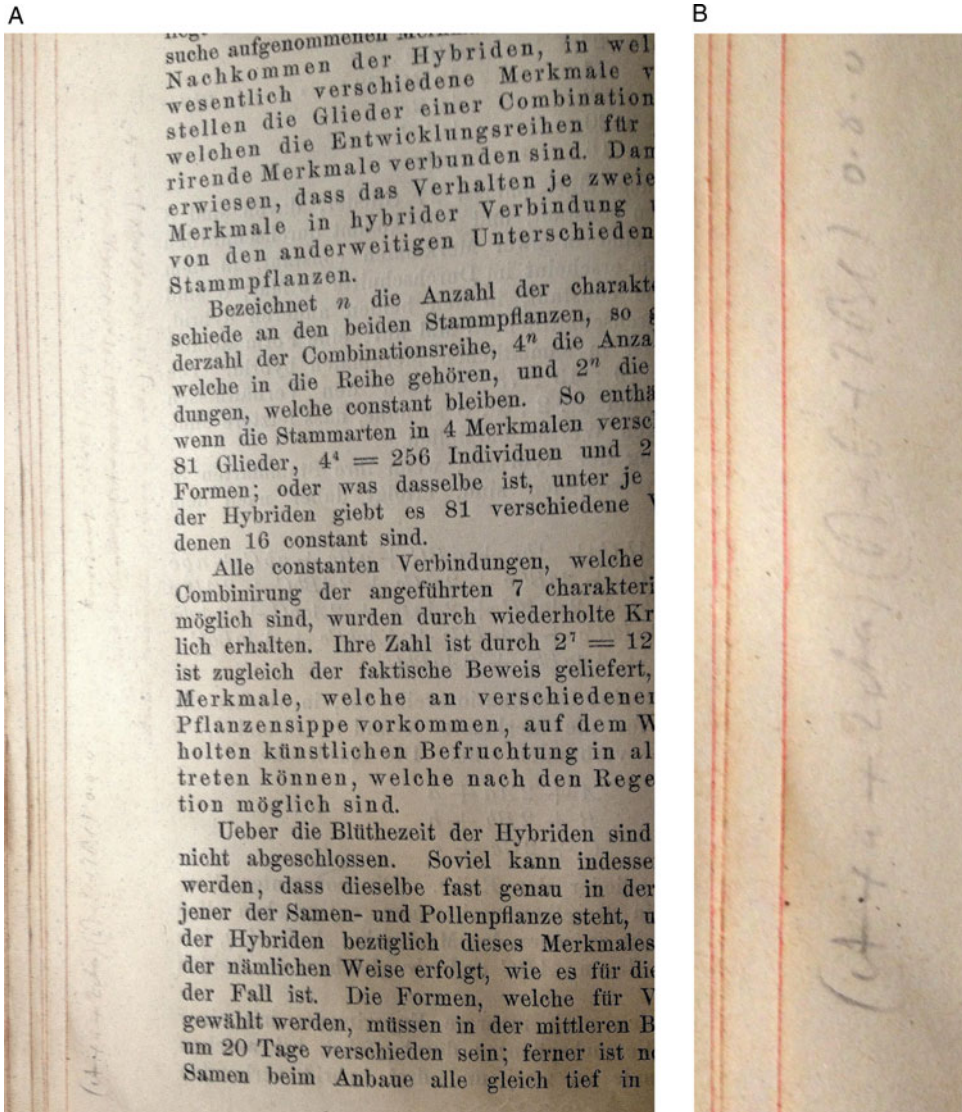 A
suche aufgenommenen
Nachkommen der Hybriden, in wel
wesentlich verschiedene Merkmale v
stellen die Glieder einer Combination
welchen die Entwicklungsreihen für
rirende Merkmale verbunden sind. Dam
erwiesen, dass das Verhalten je zweie
Merkmale in hybrider Verbindung
von den anderweitigen Unterschieden
Stammpflanzen.
Bezeichnet n die Anzahl der charakte
schiede an den beiden Stammpflanzen, so g
derzahl der Combinationsreihe, 4ⁿ die Anza
welche in die Reihe gehören, und 2ⁿ die
dungen, welche constant bleiben. So enthä
wenn die Stammarten in 4 Merkmalen versc
81 Glieder, 4⁴ = 256 Individuen und 2
Formen; oder was dasselbe ist, unter je
der Hybriden giebt es 81 verschiedene V
denen 16 constant sind.
Alle constanten Verbindungen, welche
Combinirung der angeführten 7 charakteri
möglich sind, wurden durch wiederholte Kr
lich erhalten. Ihre Zahl ist durch 2⁷ = 12
ist zugleich der faktische Beweis geliefert,
Merkmale, welche an verschiedenen
Pflanzensippe vorkommen, auf dem W
holten künstlichen Befruchtung in al
treten können, welche nach den Rege
tion möglich sind.
Ueber die Blüthezeit der Hybriden sind
nicht abgeschlossen. Soviel kann indesse
werden, dass dieselbe fast genau in der
jener der Samen- und Pollenpflanze steht, u
der Hybriden bezüglich dieses Merkmales
der nämlichen Weise erfolgt, wie es für die
der Fall ist. Die Formen, welche für V
gewählt werden, müssen in der mittleren B
um 20 Tage verschieden sein; ferner ist no
Samen beim Anbaue alle gleich tief in
B